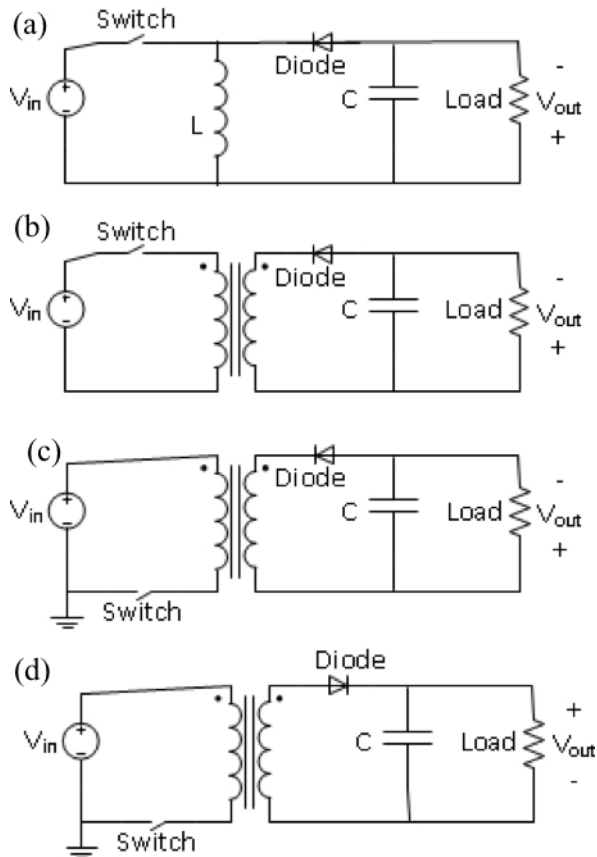 (a)
Switch
Vin
+
-
L
Diode
C
Load
-
Vout
+
(b)
Switch
Vin
+
-
Diode
C
Load
-
Vout
+
(c)
Vin
+
-
Switch
Diode
C
Load
-
Vout
+
(d)
Vin
+
-
Switch
Diode
C
Load
+
Vout
-